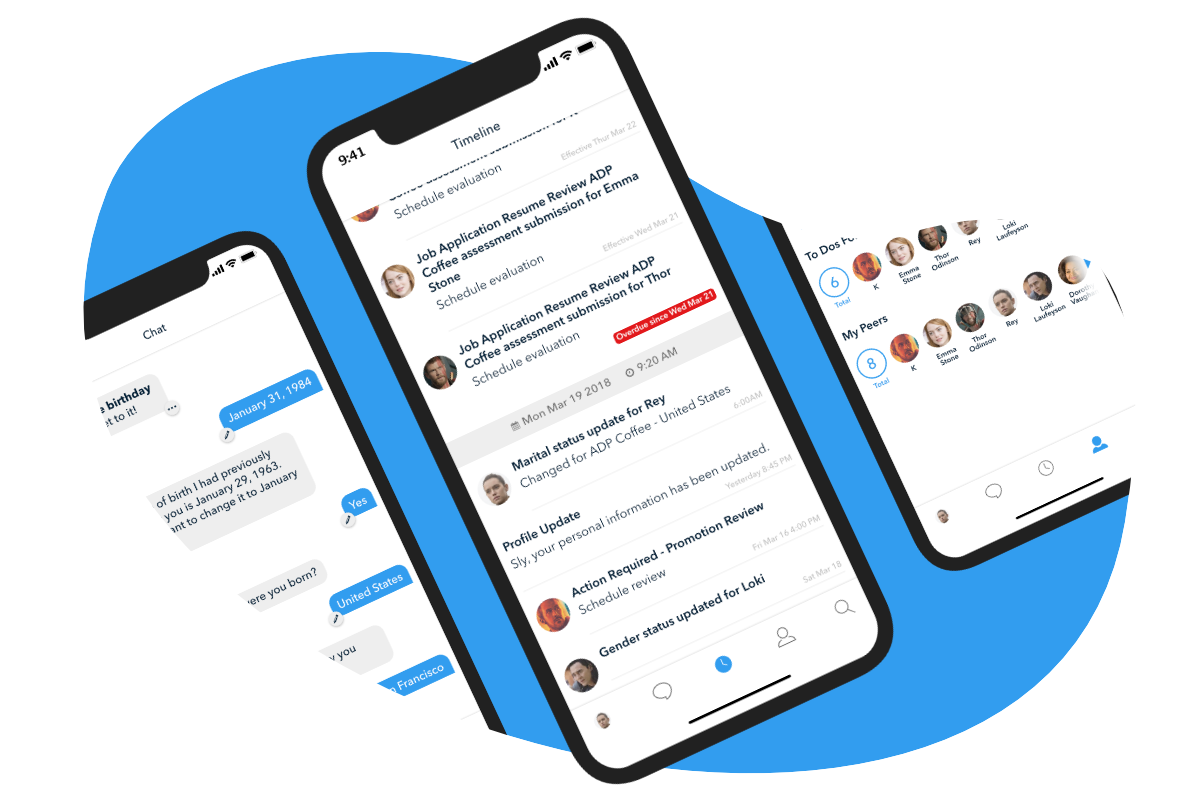 Chat
e birthday
et to it!
January 31, 1984
of birth I had previously
you is January 29, 1963.
ant to change it to January
Yes
ere you born?
United States
y you
n Francisco
9:41
Timeline
Coffee assessment submission for K
Schedule evaluation
Effective Thur Mar 22
Job Application Resume Review ADP
Coffee assessment submission for Emma
Stone
Schedule evaluation
Effective Wed Mar 21
Job Application Resume Review ADP
Coffee assessment submission for Thor
Schedule evaluation
Overdue since Wed Mar 21
Mon Mar 19 2018 9:20 AM
Marital status update for Rey
Changed for ADP Coffee - United States
6:00AM
Profile Update
Sly, your personal information has been updated.
Yesterday 8:45 PM
Action Required - Promotion Review
Schedule review
Fri Mar 16 4:00 PM
Gender status updated for Loki
Sat Mar 18
To Dos Fo
6
Total
K
Emma
Stone
Thor
Odinson
Rey
Loki
Laufeyson
My Peers
8
Total
K
Emma
Stone
Thor
Odinson
Rey
Loki
Laufeyson
Dorothy
Vaugh